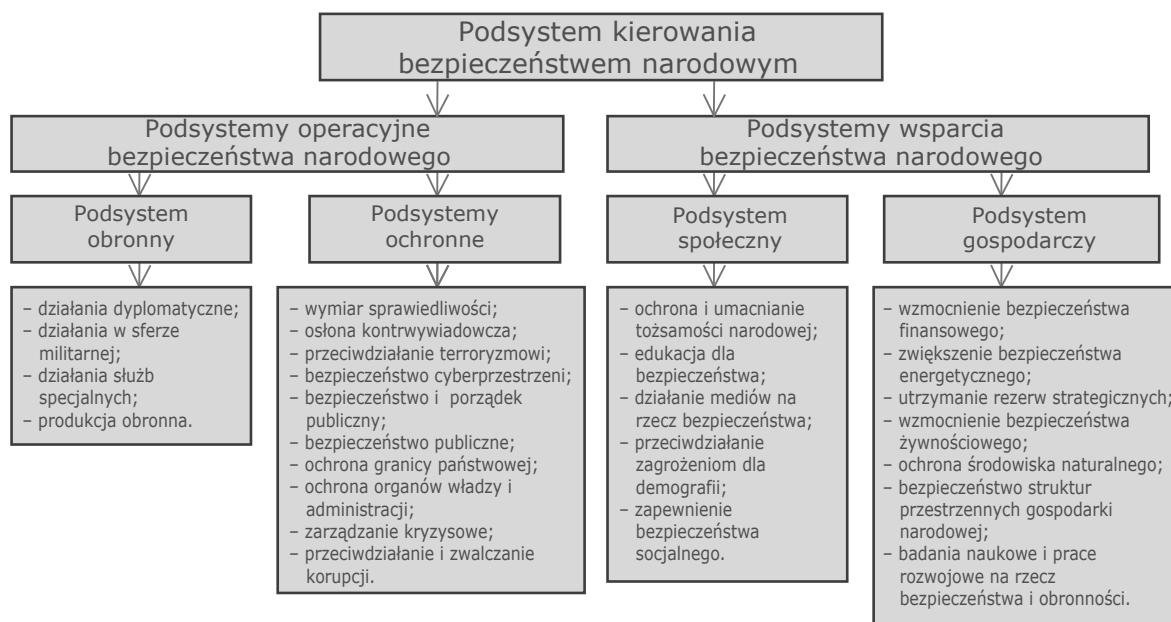 Podsystem kierowania
bezpieczeństwem narodowym
Podsystemy operacyjne
bezpieczeństwa narodowego
Podsystemy wsparcia
bezpieczeństwa narodowego
Podsystem
obronny
Podsystemy
ochronne
Podsystem
społeczny
Podsystem
gospodarczy
– działania dyplomatyczne;
– działania w sferze
militarnej;
– działania służb
specjalnych;
– produkcja obronna.
– wymiar sprawiedliwości;
– osłona kontrwywiadowcza;
– przeciwdziałanie terroryzmowi;
– bezpieczeństwo cyberprzestrzeni;
– bezpieczeństwo i porządek
publiczny;
– bezpieczeństwo publiczne;
– ochrona granicy państwowej;
– ochrona organów władzy i
administracji;
– zarządzanie kryzysowe;
– przeciwdziałanie i zwalczanie
korupcji.
– ochrona i umacnianie
tożsamości narodowej;
– edukacja dla
bezpieczeństwa;
– działanie mediów na
rzecz bezpieczeństwa;
– przeciwdziałanie
zagrożeniom dla
demografii;
– zapewnienie
bezpieczeństwa
socjalnego.
– wzmocnienie bezpieczeństwa
finansowego;
– zwiększenie bezpieczeństwa
energetycznego;
– utrzymanie rezerw strategicznych;
– wzmocnienie bezpieczeństwa
żywnościowego;
– ochrona środowiska naturalnego;
– bezpieczeństwo struktur
przestrzennych gospodarki
narodowej;
– badania naukowe i prace
rozwojowe na rzecz
bezpieczeństwa i obronności.